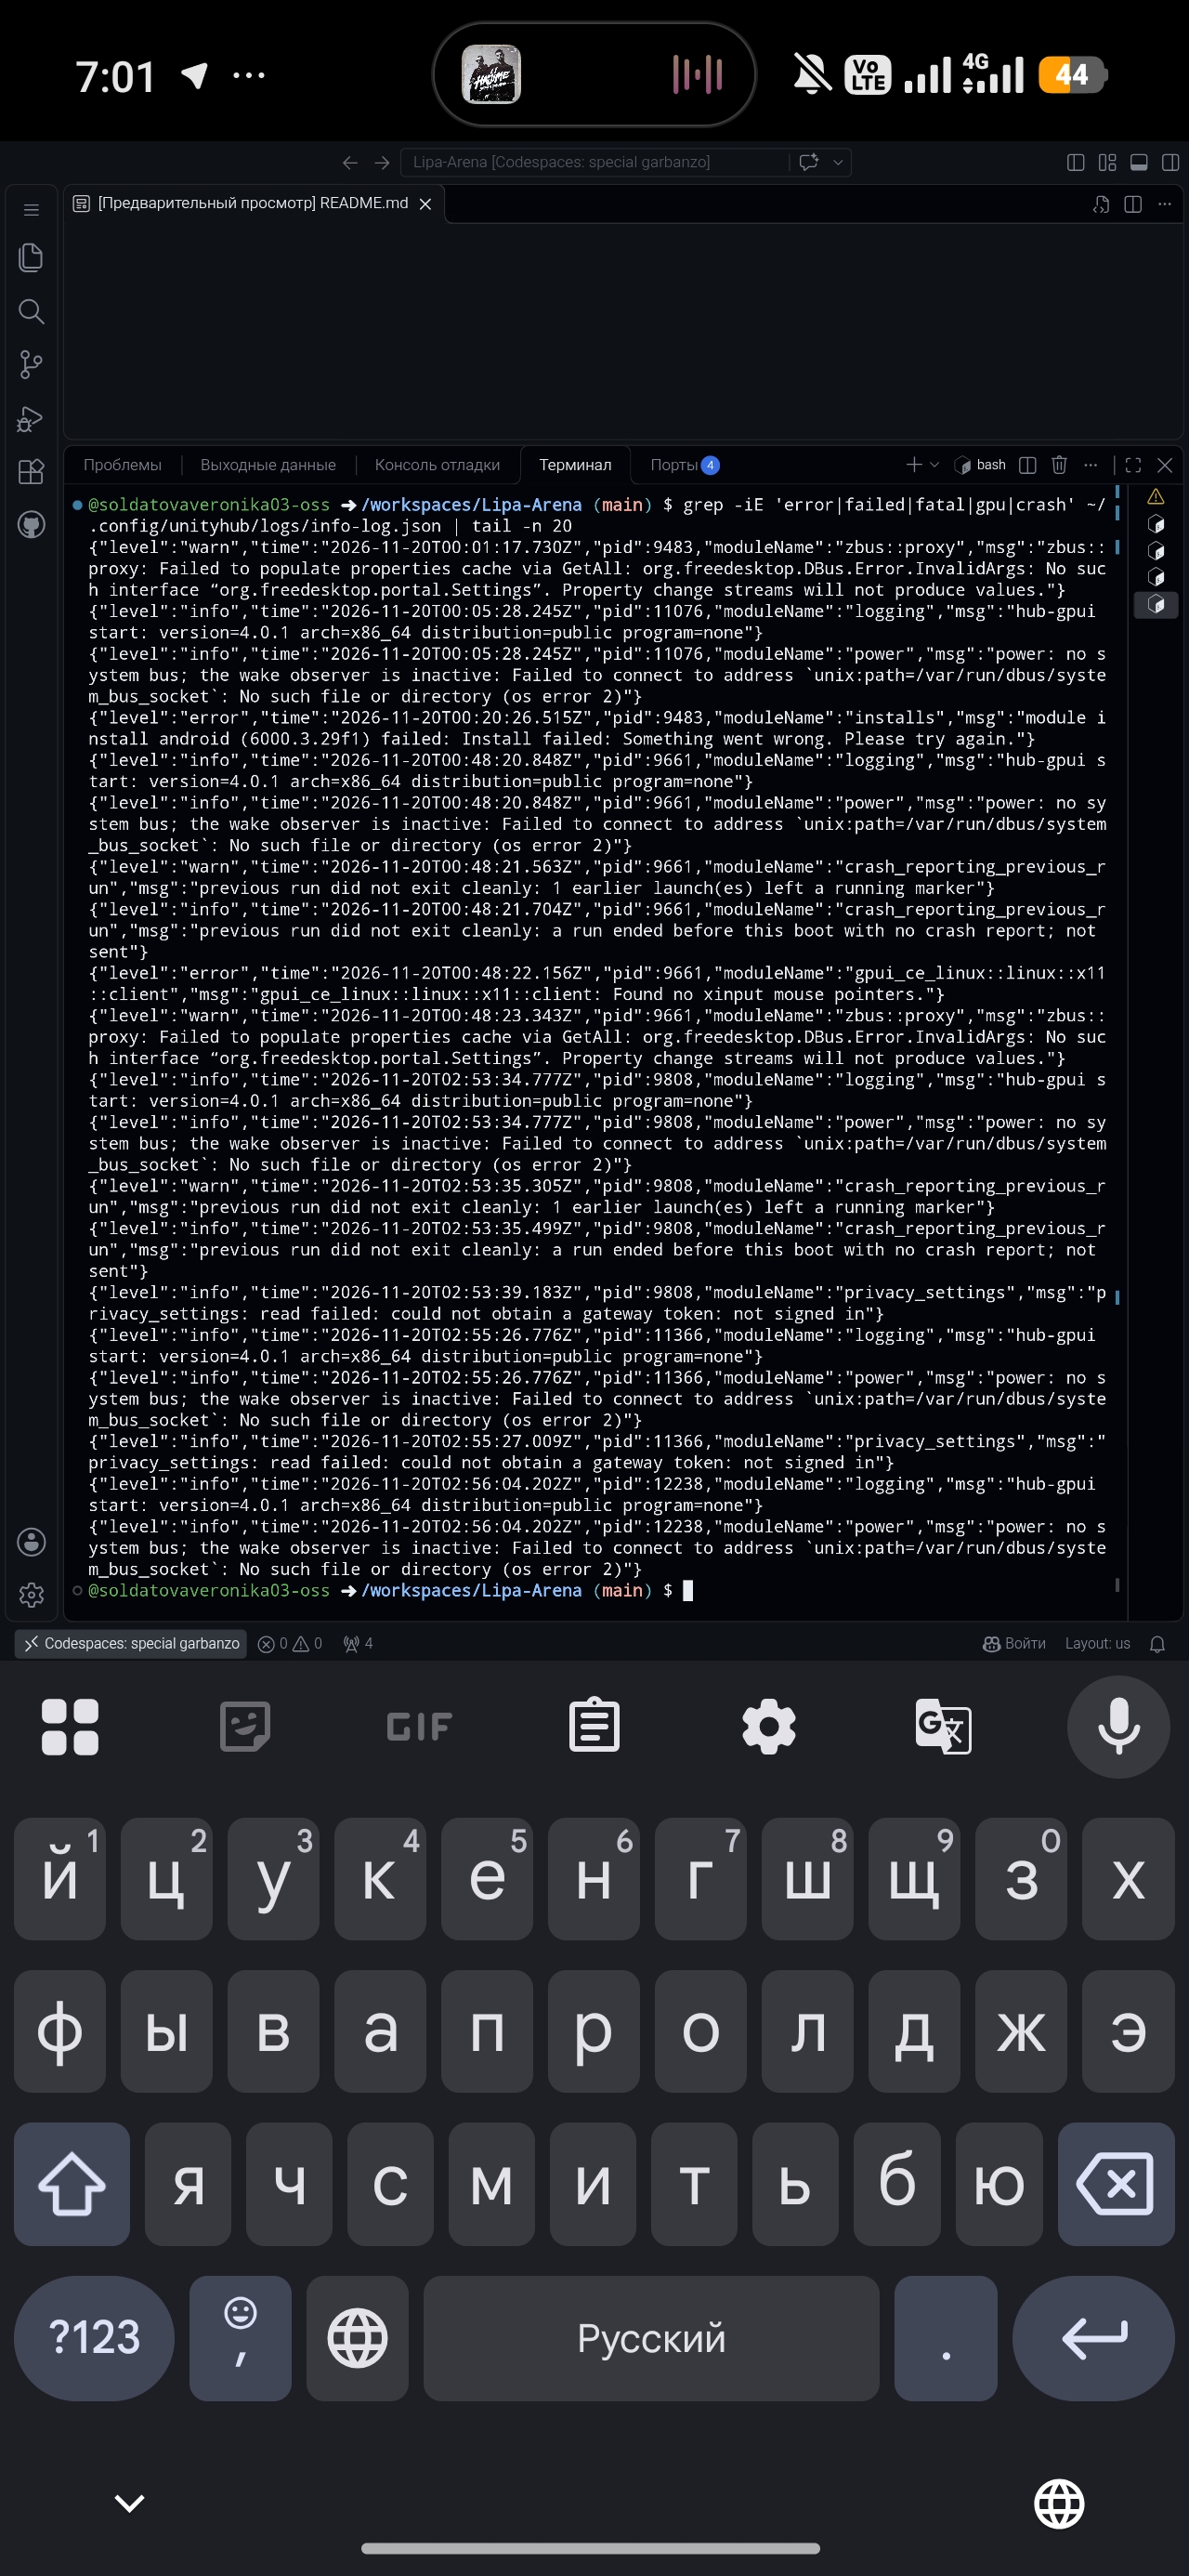 7:01
Vo LTE
4G
44
Lipa-Arena [Codespaces: special garbanzo]
[Предварительный просмотр] README.md
Проблемы
Выходные данные
Консоль отладки
Терминал
Порты 4
bash
@soldatovaveronika03-oss ➜ /workspaces/Lipa-Arena (main) $ grep -iE 'error|failed|fatal|gpu|crash' ~/
.config/unityhub/logs/info-log.json | tail -n 20
{"level":"warn","time":"2026-11-20T00:01:17.730Z","pid":9483,"moduleName":"zbus::proxy","msg":"zbus::
proxy: Failed to populate properties cache via GetAll: org.freedesktop.DBus.Error.InvalidArgs: No suc
h interface “org.freedesktop.portal.Settings”. Property change streams will not produce values."}
{"level":"info","time":"2026-11-20T00:05:28.245Z","pid":11076,"moduleName":"logging","msg":"hub-gpui 
start: version=4.0.1 arch=x86_64 distribution=public program=none"}
{"level":"info","time":"2026-11-20T00:05:28.245Z","pid":11076,"moduleName":"power","msg":"power: no s
ystem bus; the wake observer is inactive: Failed to connect to address `unix:path=/var/run/dbus/syste
m_bus_socket`: No such file or directory (os error 2)"}
{"level":"error","time":"2026-11-20T00:20:26.515Z","pid":9483,"moduleName":"installs","msg":"module i
nstall android (6000.3.29f1) failed: Install failed: Something went wrong. Please try again."}
{"level":"info","time":"2026-11-20T00:48:20.848Z","pid":9661,"moduleName":"logging","msg":"hub-gpui s
tart: version=4.0.1 arch=x86_64 distribution=public program=none"}
{"level":"info","time":"2026-11-20T00:48:20.848Z","pid":9661,"moduleName":"power","msg":"power: no sy
stem bus; the wake observer is inactive: Failed to connect to address `unix:path=/var/run/dbus/system
_bus_socket`: No such file or directory (os error 2)"}
{"level":"warn","time":"2026-11-20T00:48:21.563Z","pid":9661,"moduleName":"crash_reporting_previous_r
un","msg":"previous run did not exit cleanly: 1 earlier launch(es) left a running marker"}
{"level":"info","time":"2026-11-20T00:48:21.704Z","pid":9661,"moduleName":"crash_reporting_previous_r
un","msg":"previous run did not exit cleanly: a run ended before this boot with no crash report; not 
sent"}
{"level":"error","time":"2026-11-20T00:48:22.156Z","pid":9661,"moduleName":"gpui_ce_linux::linux::x11
::client","msg":"gpui_ce_linux::linux::x11::client: Found no xinput mouse pointers."}
{"level":"warn","time":"2026-11-20T00:48:23.343Z","pid":9661,"moduleName":"zbus::proxy","msg":"zbus::
proxy: Failed to populate properties cache via GetAll: org.freedesktop.DBus.Error.InvalidArgs: No suc
h interface “org.freedesktop.portal.Settings”. Property change streams will not produce values."}
{"level":"info","time":"2026-11-20T02:53:34.777Z","pid":9808,"moduleName":"logging","msg":"hub-gpui s
tart: version=4.0.1 arch=x86_64 distribution=public program=none"}
{"level":"info","time":"2026-11-20T02:53:34.777Z","pid":9808,"moduleName":"power","msg":"power: no sy
stem bus; the wake observer is inactive: Failed to connect to address `unix:path=/var/run/dbus/system
_bus_socket`: No such file or directory (os error 2)"}
{"level":"warn","time":"2026-11-20T02:53:35.305Z","pid":9808,"moduleName":"crash_reporting_previous_r
un","msg":"previous run did not exit cleanly: 1 earlier launch(es) left a running marker"}
{"level":"info","time":"2026-11-20T02:53:35.499Z","pid":9808,"moduleName":"crash_reporting_previous_r
un","msg":"previous run did not exit cleanly: a run ended before this boot with no crash report; not 
sent"}
{"level":"info","time":"2026-11-20T02:53:39.183Z","pid":9808,"moduleName":"privacy_settings","msg":"p
rivacy_settings: read failed: could not obtain a gateway token: not signed in"}
{"level":"info","time":"2026-11-20T02:55:26.776Z","pid":11366,"moduleName":"logging","msg":"hub-gpui 
start: version=4.0.1 arch=x86_64 distribution=public program=none"}
{"level":"info","time":"2026-11-20T02:55:26.776Z","pid":11366,"moduleName":"power","msg":"power: no s
ystem bus; the wake observer is inactive: Failed to connect to address `unix:path=/var/run/dbus/syste
m_bus_socket`: No such file or directory (os error 2)"}
{"level":"info","time":"2026-11-20T02:55:27.009Z","pid":11366,"moduleName":"privacy_settings","msg":"
privacy_settings: read failed: could not obtain a gateway token: not signed in"}
{"level":"info","time":"2026-11-20T02:56:04.202Z","pid":12238,"moduleName":"logging","msg":"hub-gpui 
start: version=4.0.1 arch=x86_64 distribution=public program=none"}
{"level":"info","time":"2026-11-20T02:56:04.202Z","pid":12238,"moduleName":"power","msg":"power: no s
ystem bus; the wake observer is inactive: Failed to connect to address `unix:path=/var/run/dbus/syste
m_bus_socket`: No such file or directory (os error 2)"}
@soldatovaveronika03-oss ➜ /workspaces/Lipa-Arena (main) $
Codespaces: special garbanzo 0 0 4 Войти Layout: us
GIF
1 2 3 4 5 6 7 8 9 0
й ц у к е н г ш щ з х
ф ы в а п р о л д ж э
я ч с м и т ь б ю
?123 , Русский .